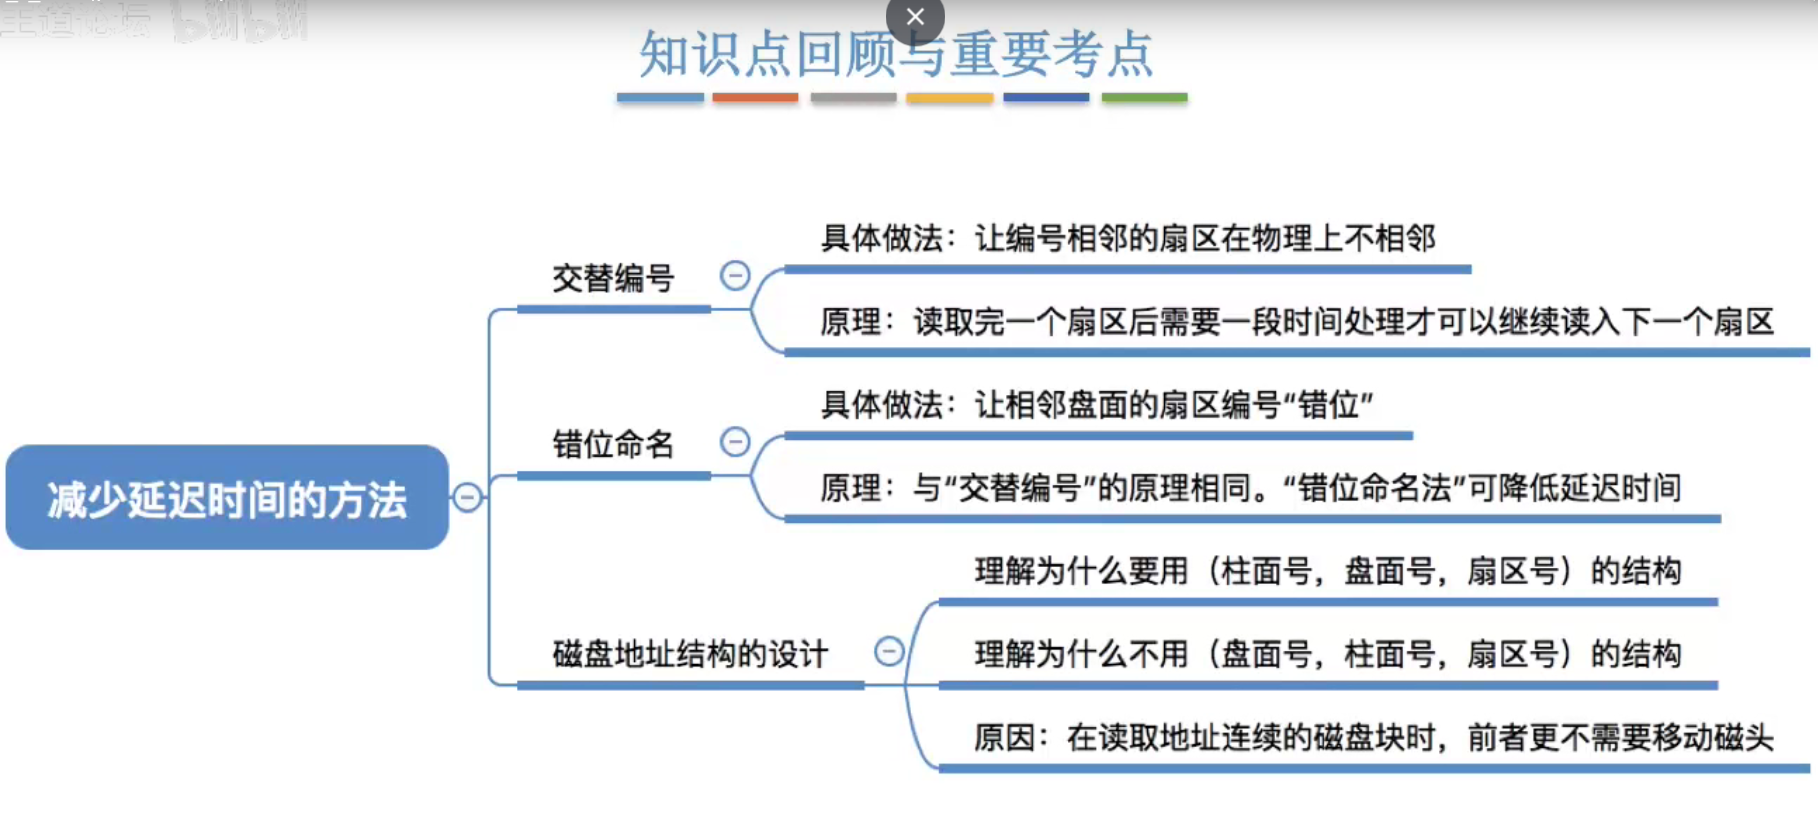 王道论坛 bilibili
知识点回顾与重要考点
具体做法：让编号相邻的扇区在物理上不相邻
交替编号
原理：读取完一个扇区后需要一段时间处理才可以继续读入下一个扇区
具体做法：让相邻盘面的扇区编号“错位”
错位命名
原理：与“交替编号”的原理相同。“错位命名法”可降低延迟时间
减少延迟时间的方法
理解为什么要用（柱面号，盘面号，扇区号）的结构
磁盘地址结构的设计
理解为什么不用（盘面号，柱面号，扇区号）的结构
原因：在读取地址连续的磁盘块时，前者更不需要移动磁头